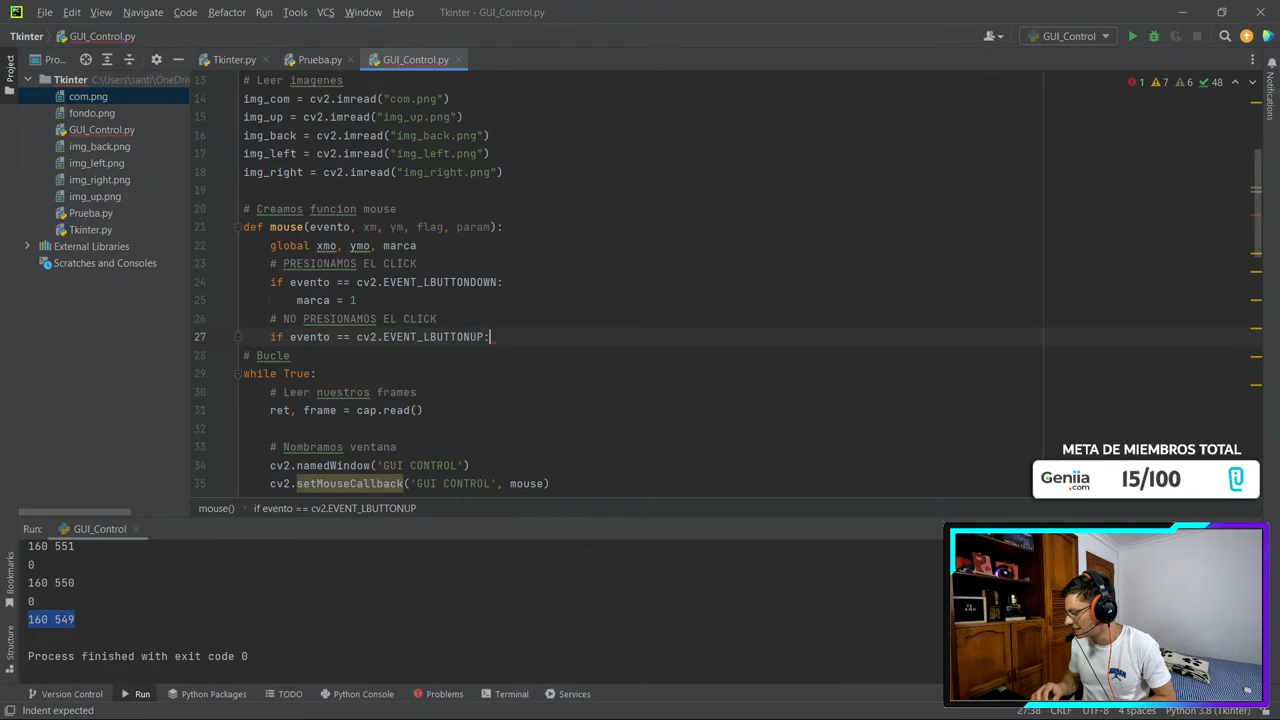 File Edit View Navigate Code Refactor Run Tools VCS Window Help Tkinter - GUI_Control.py
Tkinter GUI_Control.py GUI_Control
Project Pro... Tkinter.py Prueba.py GUI_Control.py
Tkinter C:\Users\santi\OneDri
com.png
fondo.png
GUI_Control.py
img_back.png
img_left.png
img_right.png
img_up.png
Prueba.py
Tkinter.py
External Libraries
Scratches and Consoles
1 7 6 48
13 # Leer imagenes
14 img_com = cv2.imread("com.png")
15 img_up = cv2.imread("img_up.png")
16 img_back = cv2.imread("img_back.png")
17 img_left = cv2.imread("img_left.png")
18 img_right = cv2.imread("img_right.png")
19
20 # Creamos funcion mouse
21 def mouse(evento, xm, ym, flag, param):
22 global xmo, ymo, marca
23 # PRESIONAMOS EL CLICK
24 if evento == cv2.EVENT_LBUTTONDOWN:
25 marca = 1
26 # NO PRESIONAMOS EL CLICK
27 if evento == cv2.EVENT_LBUTTONUP:
28 # Bucle
29 while True:
30 # Leer nuestros frames
31 ret, frame = cap.read()
32
33 # Nombramos ventana
34 cv2.namedWindow('GUI CONTROL')
35 cv2.setMouseCallback('GUI CONTROL', mouse)
Notifications
mouse() if evento == cv2.EVENT_LBUTTONUP
META DE MIEMBROS TOTAL
Geniia.com 15/100
Run: GUI_Control
160 551
0
160 550
0
160 549
Process finished with exit code 0
Bookmarks
Structure
Version Control Run Python Packages TODO Python Console Problems Terminal Services
Indent expected 27:38 CRLF UTF-8 4 spaces Python 3.8 (Tkinter)